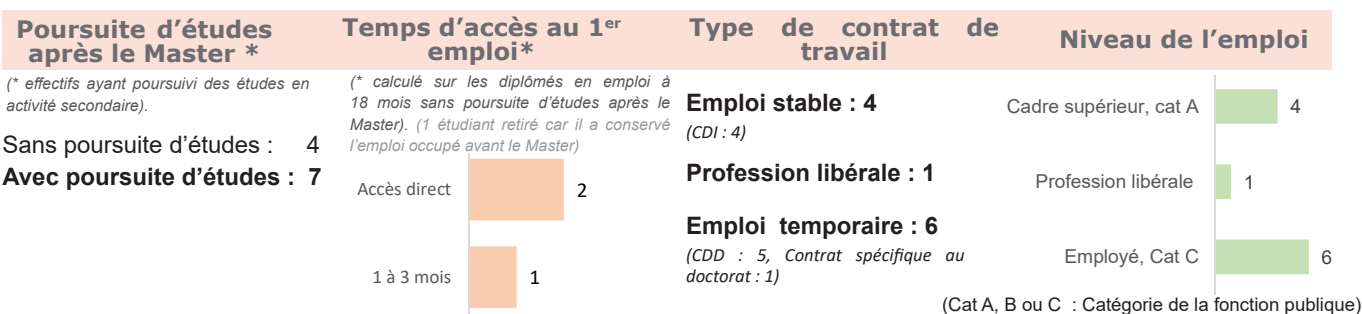 Poursuite d’études
après le Master *
(* effectifs ayant poursuivi des études en
activité secondaire).
Sans poursuite d’études : 4
Avec poursuite d’études : 7
Temps d’accès au 1er
emploi*
(* calculé sur les diplômés en emploi à
18 mois sans poursuite d’études après le
Master). (1 étudiant retiré car il a conservé
l’emploi occupé avant le Master)
Accès direct 2
1 à 3 mois 1
Type de contrat de
travail
Emploi stable : 4
(CDI : 4)
Profession libérale : 1
Emploi temporaire : 6
(CDD : 5, Contrat spécifique au
doctorat : 1)
Niveau de l’emploi
Cadre supérieur, cat A 4
Profession libérale 1
Employé, Cat C 6
(Cat A, B ou C : Catégorie de la fonction publique)